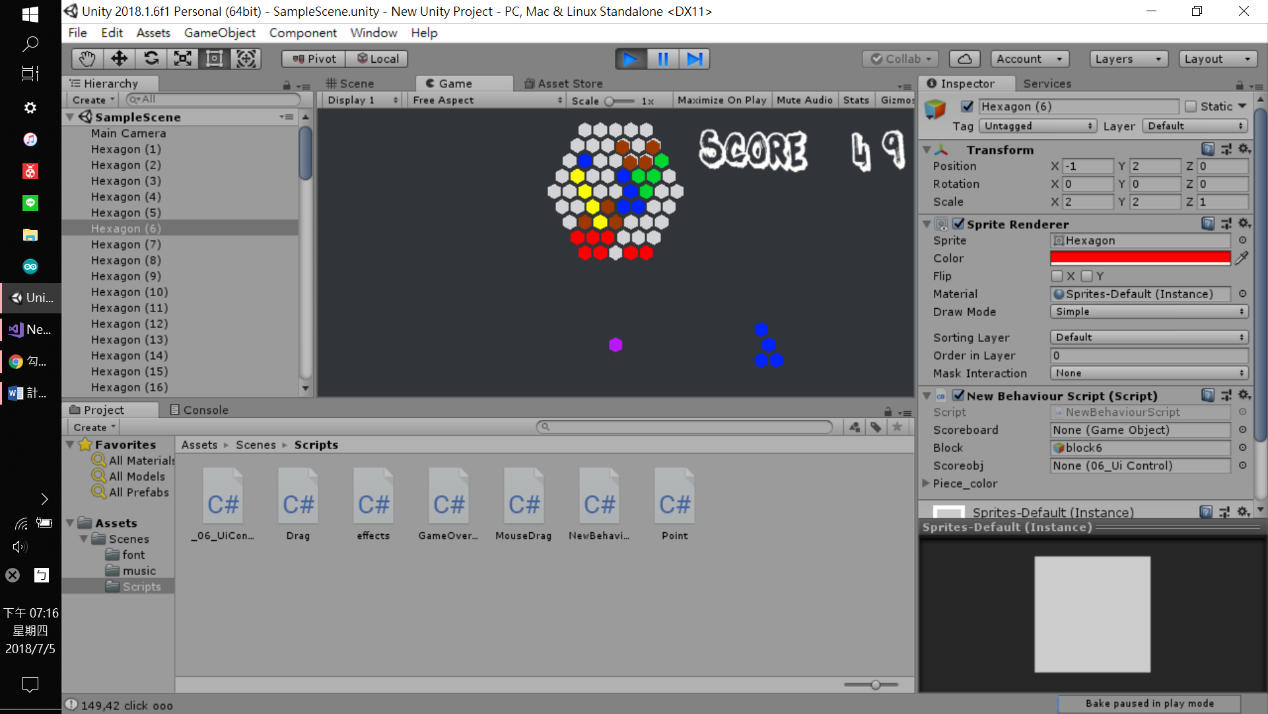 Unity 2018.1.6f1 Personal (64bit) - SampleScene.unity - New Unity Project - PC, Mac & Linux Standalone <DX11>
File Edit Assets GameObject Component Window Help
Pivot Local Collab Account Layers Layout
Hierarchy
Create All
SampleScene
Main Camera
Hexagon (1)
Hexagon (2)
Hexagon (3)
Hexagon (4)
Hexagon (5)
Hexagon (6)
Hexagon (7)
Hexagon (8)
Hexagon (9)
Hexagon (10)
Hexagon (11)
Hexagon (12)
Hexagon (13)
Hexagon (14)
Hexagon (15)
Hexagon (16)
Scene Game Asset Store
Display 1 Free Aspect Scale 1x Maximize On Play Mute Audio Stats Gizmos
SCORE 49
Inspector Services
Hexagon (6) Static
Tag Untagged Layer Default
Transform
Position X -1 Y 2 Z 0
Rotation X 0 Y 0 Z 0
Scale X 2 Y 2 Z 1
Sprite Renderer
Sprite Hexagon
Color
Flip X Y
Material Sprites-Default (Instance)
Draw Mode Simple
Sorting Layer Default
Order in Layer 0
Mask Interaction None
New Behaviour Script (Script)
Script NewBehaviourScript
Scoreboard None (Game Object)
Block block6
Scoreobj None (06_Ui Control)
Piece_color
Sprites-Default (Instance)
Sprites-Default (Instance)
Project Console
Create
Favorites
All Materials
All Models
All Prefabs
Assets
Scenes
font
music
Scripts
Assets Scenes Scripts
C# C# C# C# C# C# C#
_06_UiCon... Drag effects GameOver... MouseDrag NewBehavi... Point
149,42 click ooo
Bake paused in play mode
Uni...
Ne...
勾...
計...
ㄅ
下午 07:16
星期四
2018/7/5